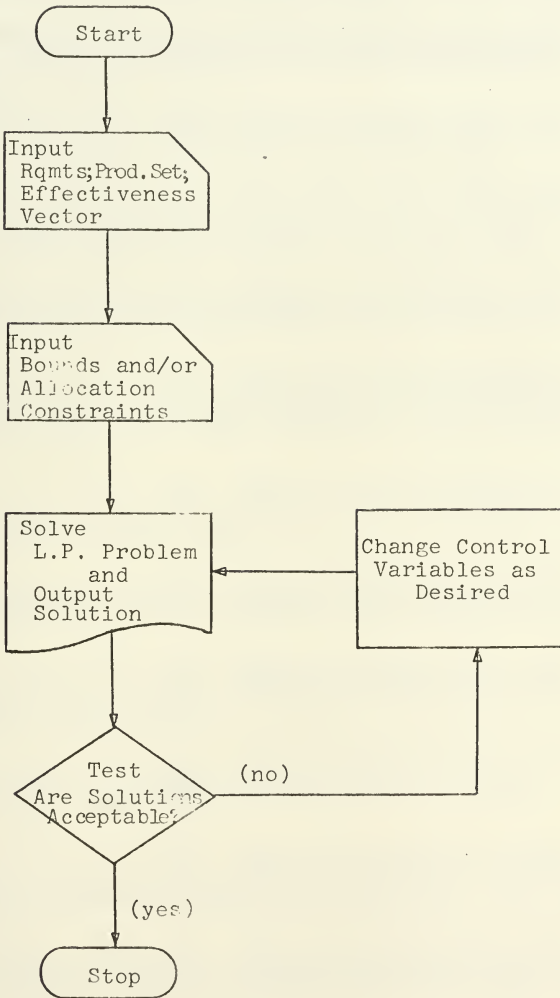 Start
Input
Rqmts;Prod.Set;
Effectiveness
Vector
Input
Bounds and/or
Allocation
Constraints
Solve
L.P. Problem
and
Output
Solution
Change Control
Variables as
Desired
Test
Are Solutions
Acceptable?
(no)
(yes)
Stop